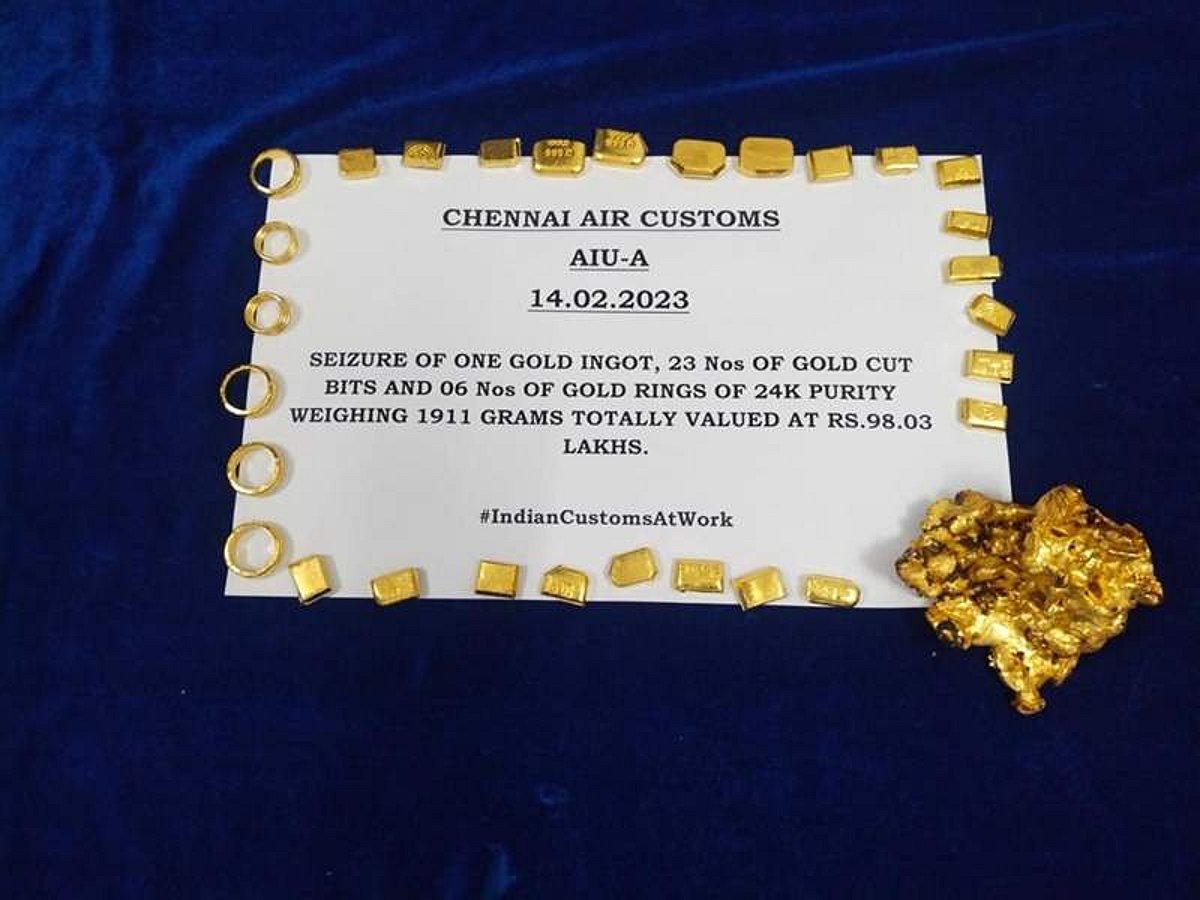 CHENNAI AIR CUSTOMS
AIU-A
14.02.2023
SEIZURE OF ONE GOLD INGOT, 23 Nos OF GOLD CUT
BITS AND 06 Nos OF GOLD RINGS OF 24K PURITY
WEIGHING 1911 GRAMS TOTALLY VALUED AT RS.98.03
LAKHS.
#IndianCustomsAtWork